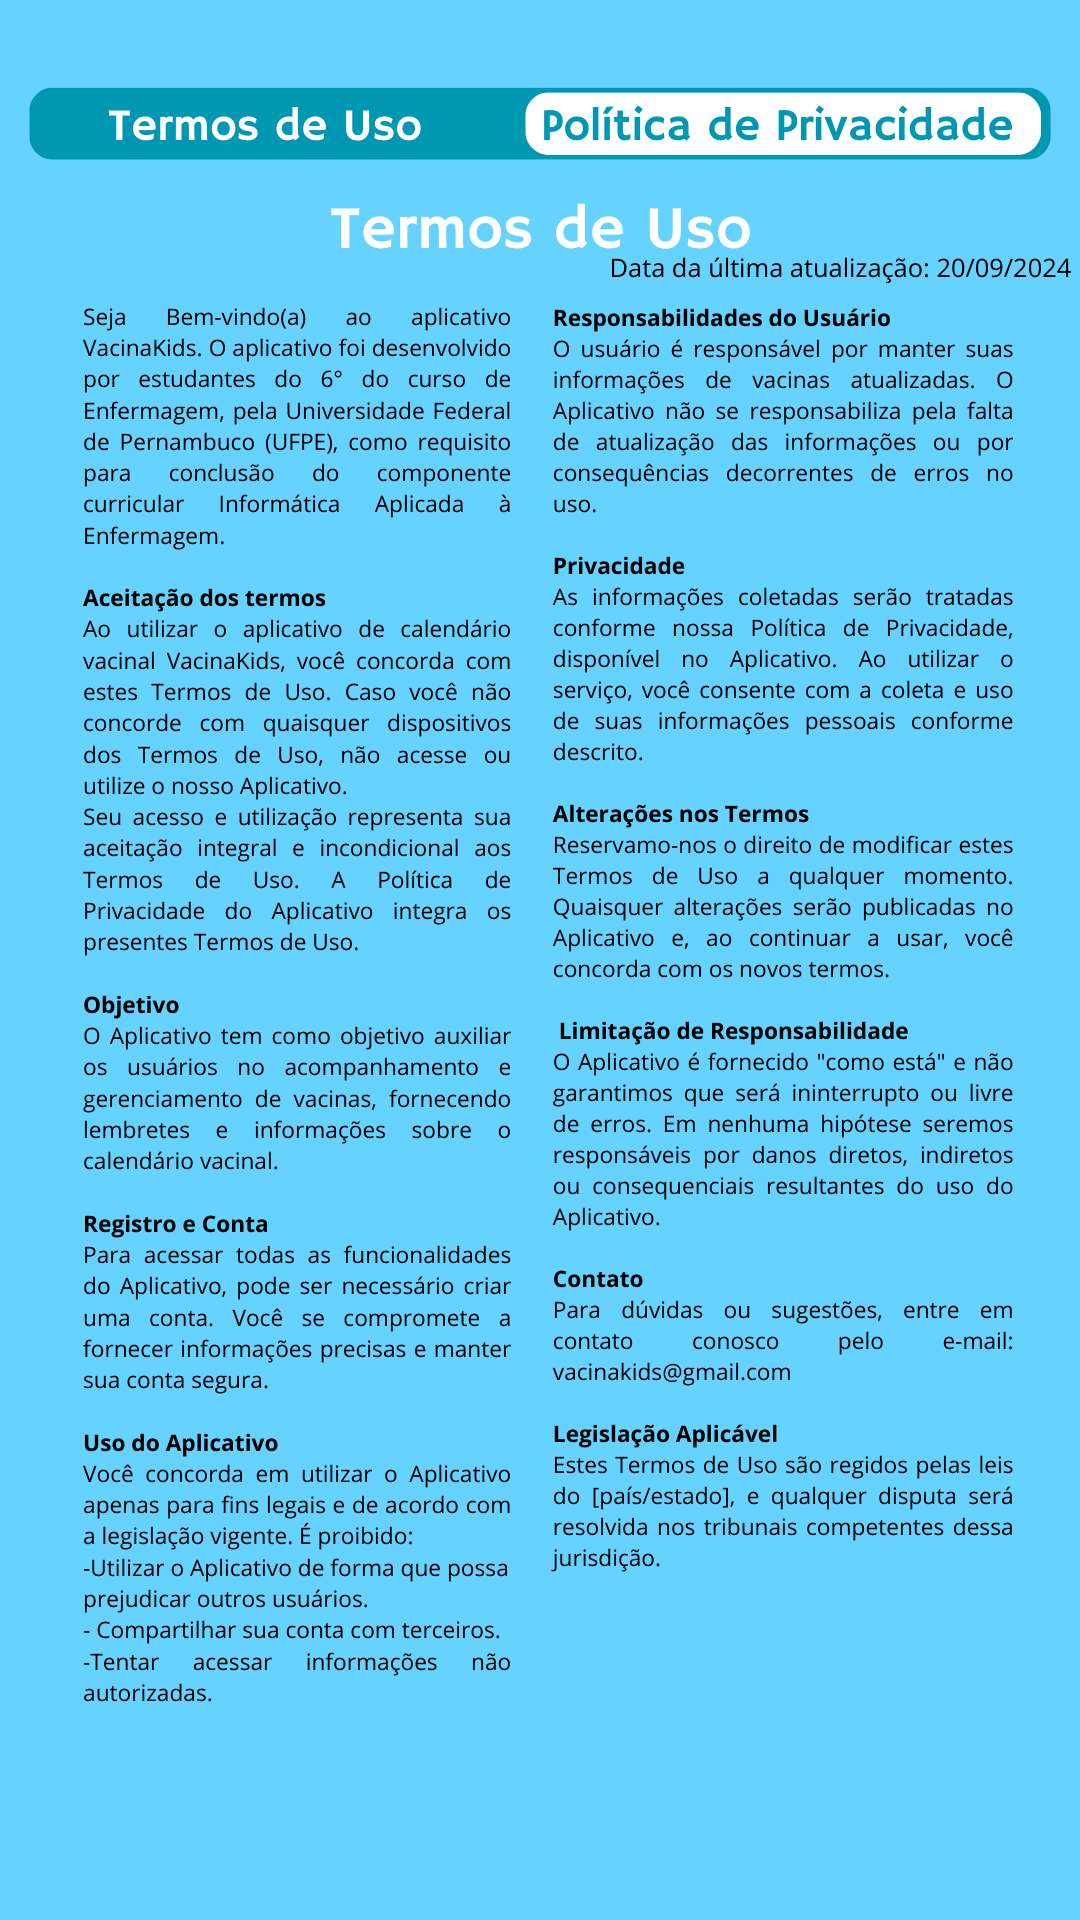 Termos de Uso
Política de Privacidade
Termos de Uso
Data da última atualização: 20/09/2024
Seja Bem-vindo(a) ao aplicativo
VacinaKids. O aplicativo foi desenvolvido
por estudantes do 6° do curso de
Enfermagem, pela Universidade Federal
de Pernambuco (UFPE), como requisito
para conclusão do componente
curricular Informática Aplicada à
Enfermagem.
Aceitação dos termos
Ao utilizar o aplicativo de calendário
vacinal VacinaKids, você concorda com
estes Termos de Uso. Caso você não
concorde com quaisquer dispositivos
dos Termos de Uso, não acesse ou
utilize o nosso Aplicativo.
Seu acesso e utilização representa sua
aceitação integral e incondicional aos
Termos de Uso. A Política de
Privacidade do Aplicativo integra os
presentes Termos de Uso.
Objetivo
O Aplicativo tem como objetivo auxiliar
os usuários no acompanhamento e
gerenciamento de vacinas, fornecendo
lembretes e informações sobre o
calendário vacinal.
Registro e Conta
Para acessar todas as funcionalidades
do Aplicativo, pode ser necessário criar
uma conta. Você se compromete a
fornecer informações precisas e manter
sua conta segura.
Uso do Aplicativo
Você concorda em utilizar o Aplicativo
apenas para fins legais e de acordo com
a legislação vigente. É proibido:
-Utilizar o Aplicativo de forma que possa
prejudicar outros usuários.
- Compartilhar sua conta com terceiros.
-Tentar acessar informações não
autorizadas.
Responsabilidades do Usuário
O usuário é responsável por manter suas
informações de vacinas atualizadas. O
Aplicativo não se responsabiliza pela falta
de atualização das informações ou por
consequências decorrentes de erros no
uso.
Privacidade
As informações coletadas serão tratadas
conforme nossa Política de Privacidade,
disponível no Aplicativo. Ao utilizar o
serviço, você consente com a coleta e uso
de suas informações pessoais conforme
descrito.
Alterações nos Termos
Reservamo-nos o direito de modificar estes
Termos de Uso a qualquer momento.
Quaisquer alterações serão publicadas no
Aplicativo e, ao continuar a usar, você
concorda com os novos termos.
Limitação de Responsabilidade
O Aplicativo é fornecido "como está" e não
garantimos que será ininterrupto ou livre
de erros. Em nenhuma hipótese seremos
responsáveis por danos diretos, indiretos
ou consequenciais resultantes do uso do
Aplicativo.
Contato
Para dúvidas ou sugestões, entre em
contato conosco pelo e-mail:
vacinakids@gmail.com
Legislação Aplicável
Estes Termos de Uso são regidos pelas leis
do [país/estado], e qualquer disputa será
resolvida nos tribunais competentes dessa
jurisdição.